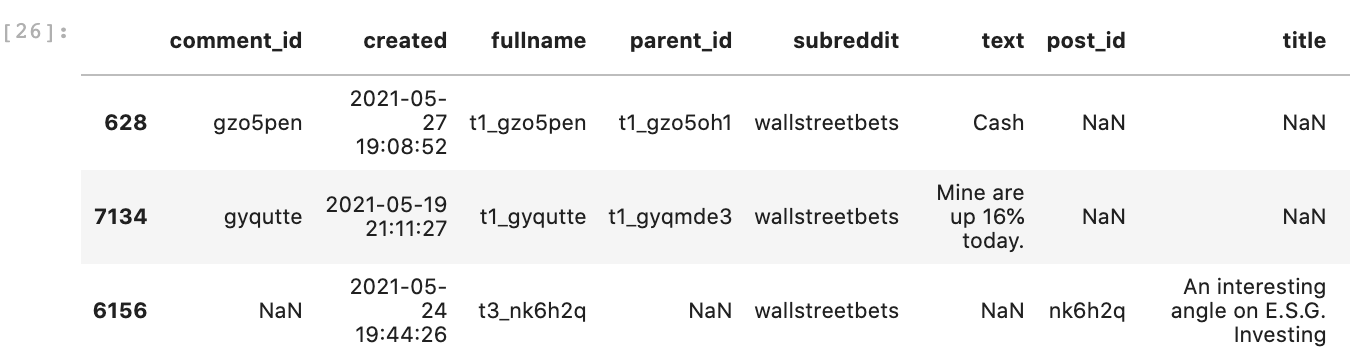 [26]:
comment_id created fullname parent_id subreddit text post_id title
2021-05-
628 gzo5pen 27 t1_gzo5pen t1_gzo5oh1 wallstreetbets Cash NaN NaN
19:08:52
Mine are
7134 gyqutte 2021-05-19 t1_gyqutte t1_gyqmde3 wallstreetbets up 16% NaN NaN
21:11:27 today.
2021-05- An interesting
6156 NaN 24 t3_nk6h2q NaN wallstreetbets NaN nk6h2q angle on E.S.G.
19:44:26 Investing